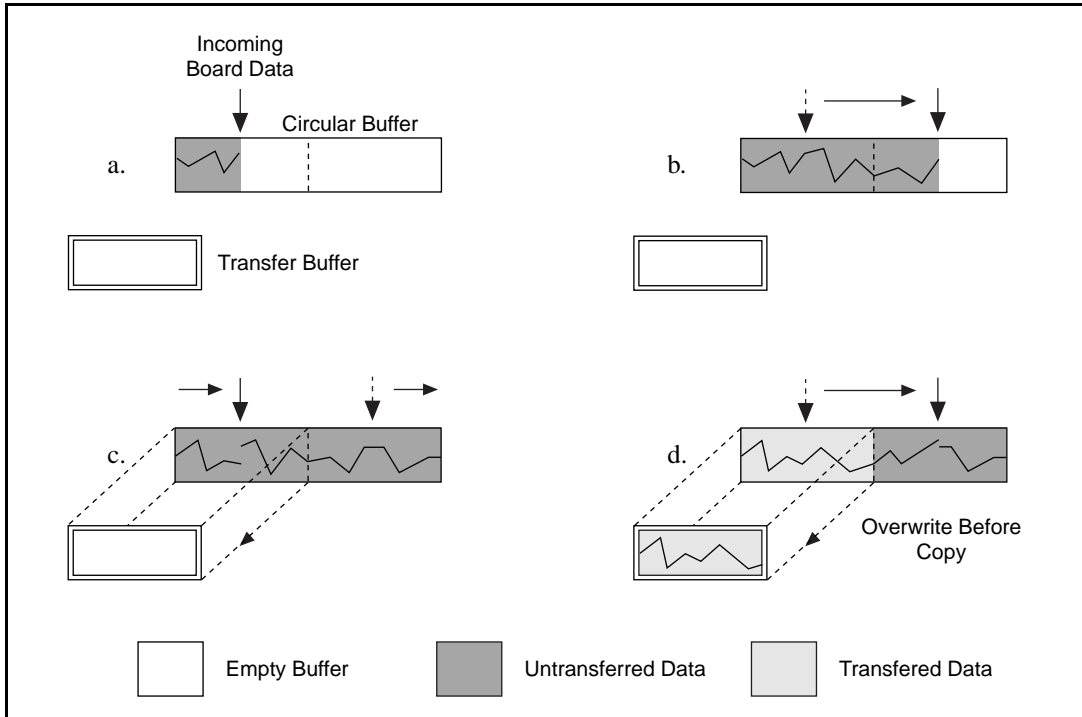 Incoming
Board Data
Circular Buffer
a.
b.
Transfer Buffer
c.
d.
Overwrite Before
Copy
Empty Buffer
Untransferred Data
Transfered Data